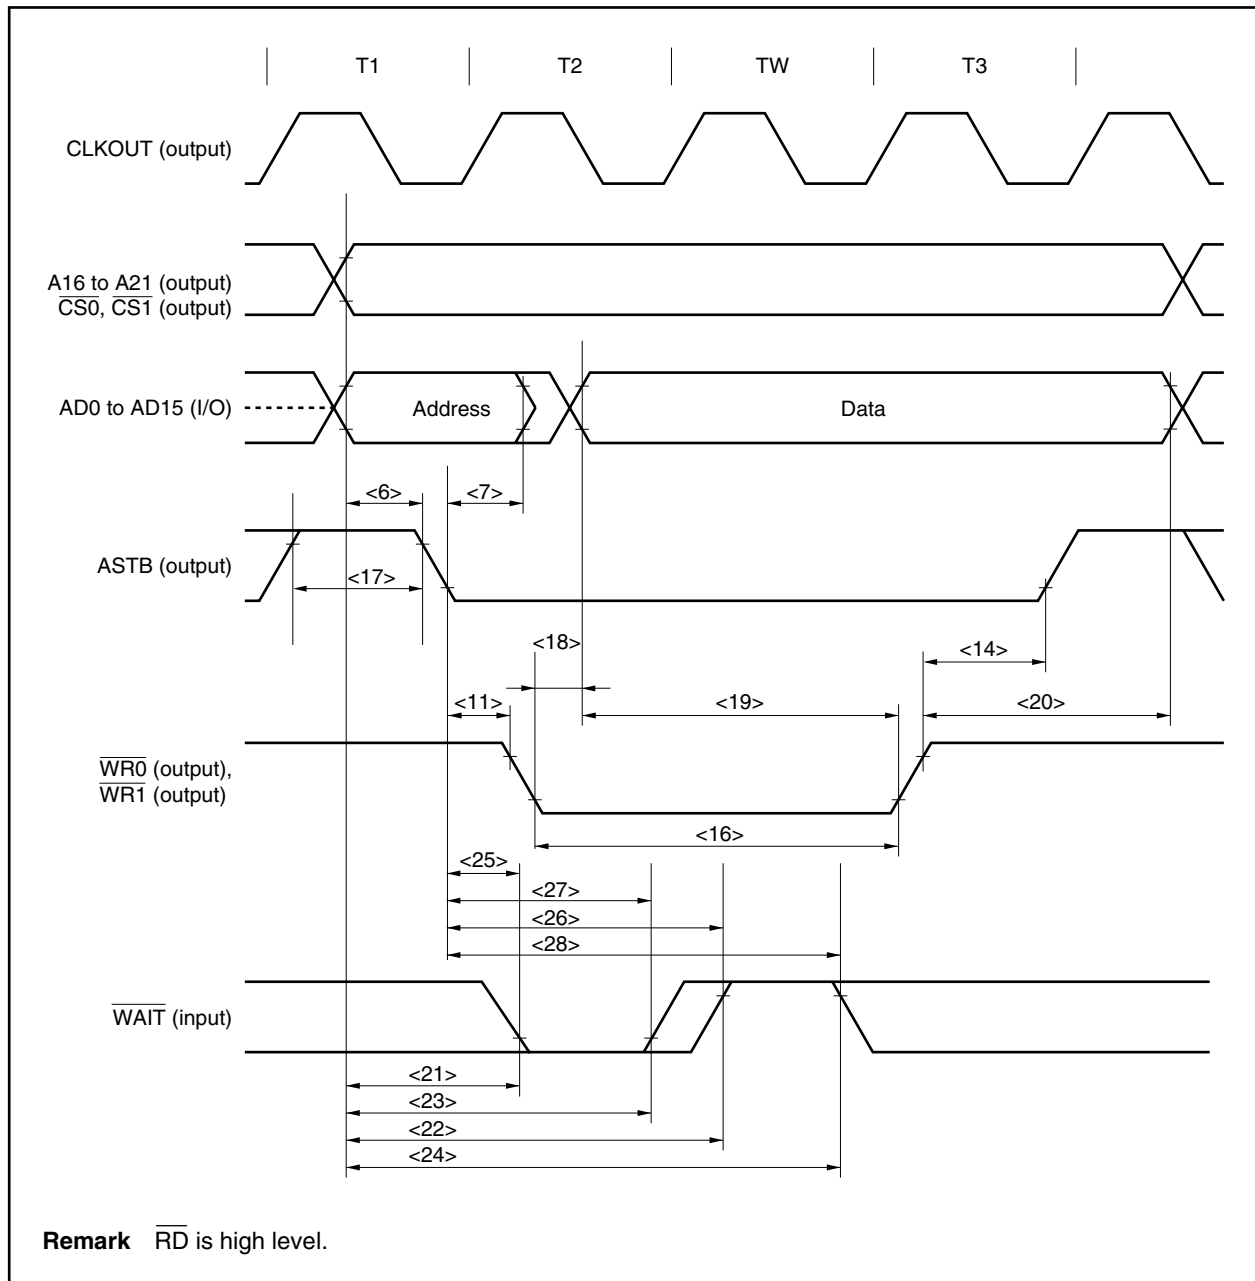 T1 T2 TW T3
CLKOUT (output)
A16 to A21 (output)
CS0, CS1 (output)
AD0 to AD15 (I/O)
Address
Data
<6>
<7>
ASTB (output)
<17>
<18>
<14>
<11>
<19>
<20>
WR0 (output),
WR1 (output)
<16>
<25>
<27>
<26>
<28>
WAIT (input)
<21>
<23>
<22>
<24>
Remark RD is high level.